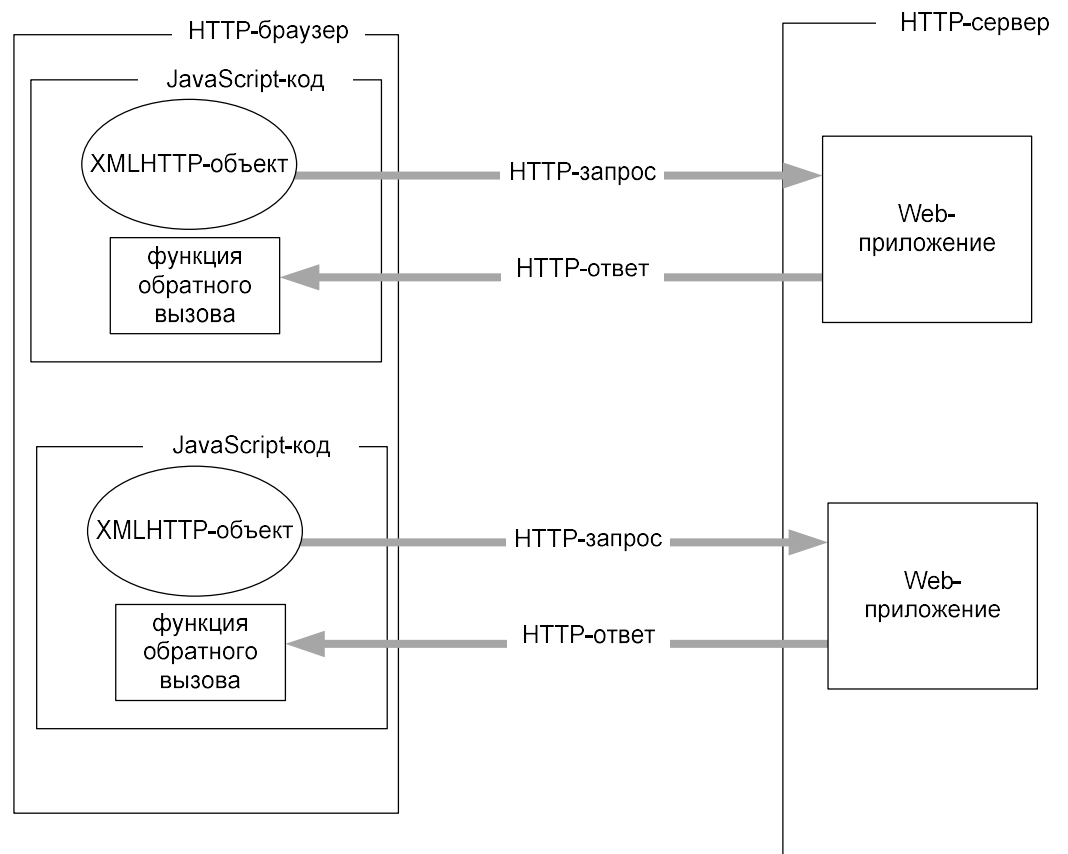 HTTP-браузер
HTTP-сервер
JavaScript-код
XMLHTTP-объект
HTTP-запрос
Web-
приложение
функция
обратного
вызова
HTTP-ответ
JavaScript-код
XMLHTTP-объект
HTTP-запрос
Web-
приложение
функция
обратного
вызова
HTTP-ответ